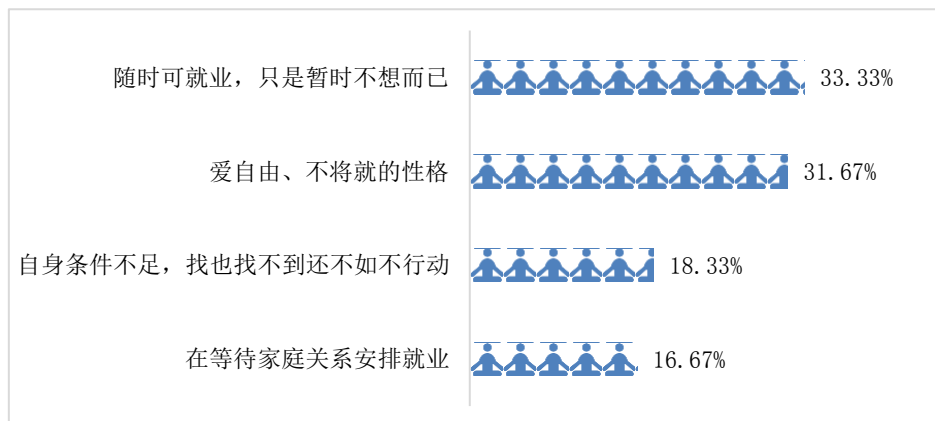 随时可就业，只是暂时不想而已 33.33%
爱自由、不将就的性格 31.67%
自身条件不足，找也找不到还不如不行动 18.33%
在等待家庭关系安排就业 16.67%